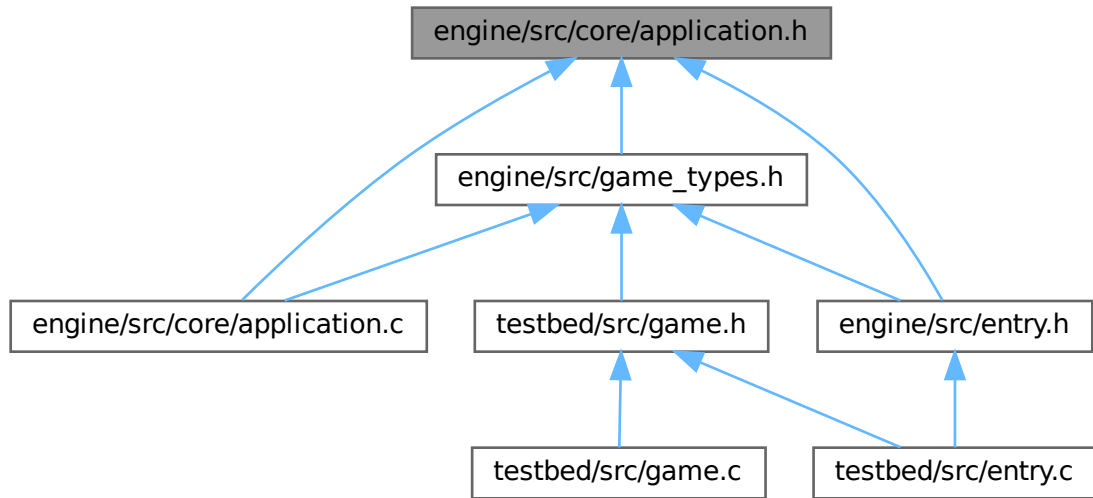 engine/src/core/application.h
engine/src/game_types.h
engine/src/core/application.c
testbed/src/game.h
engine/src/entry.h
testbed/src/game.c
testbed/src/entry.c